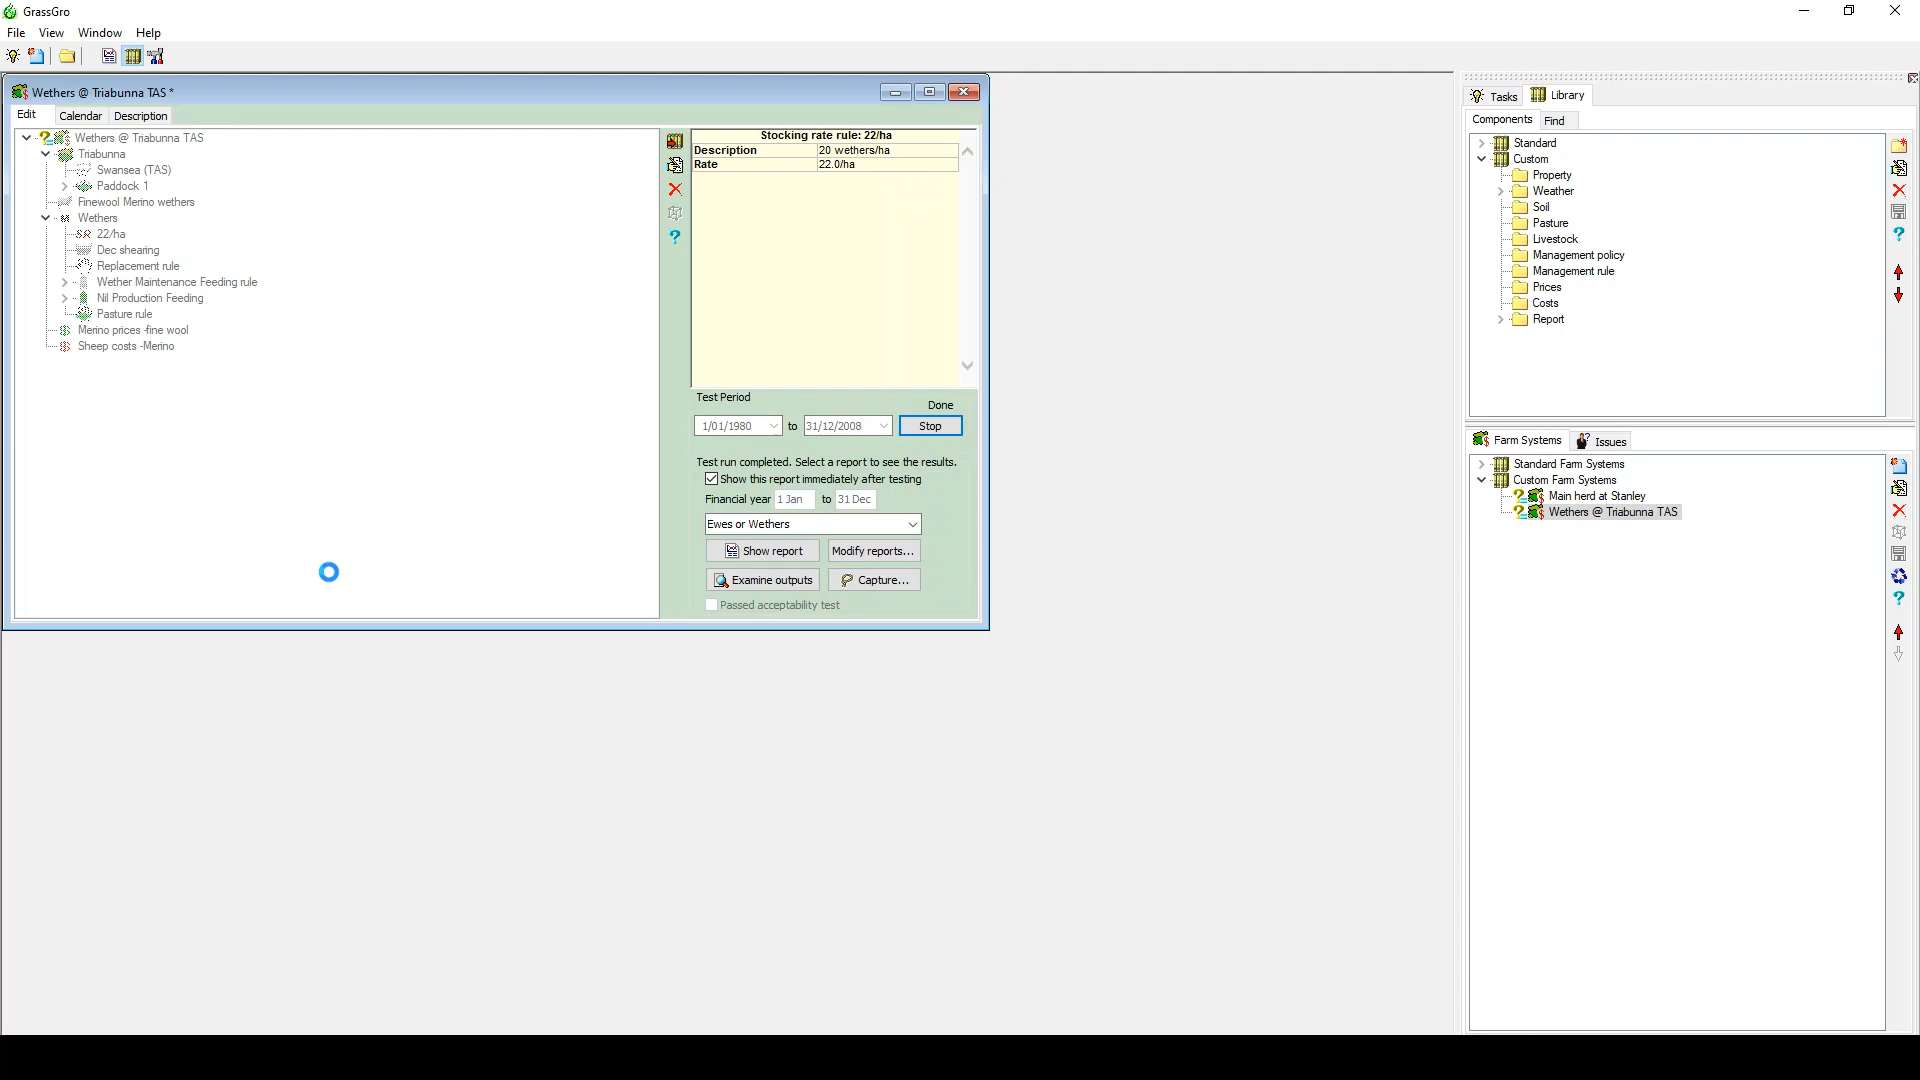 GrassGro
File View Window Help
Wethers @ Triabunna TAS *
Edit Calendar Description
Wethers @ Triabunna TAS
Triabunna
Swansea (TAS)
Paddock 1
Finewool Merino wethers
Wethers
SR 22/ha
Dec shearing
Replacement rule
Wether Maintenance Feeding rule
Nil Production Feeding
Pasture rule
Merino prices -fine wool
Sheep costs -Merino
Stocking rate rule: 22/ha
Description 20 wethers/ha
Rate 22.0/ha
Test Period
Done
1/01/1980 to 31/12/2008 Stop
Test run completed. Select a report to see the results.
Show this report immediately after testing
Financial year 1 Jan to 31 Dec
Ewes or Wethers
Show report Modify reports...
Examine outputs Capture...
Passed acceptability test
Tasks Library
Components Find
Standard
Custom
Property
Weather
Soil
Pasture
Livestock
Management policy
Management rule
Prices
Costs
Report
Farm Systems Issues
Standard Farm Systems
Custom Farm Systems
Main herd at Stanley
Wethers @ Triabunna TAS